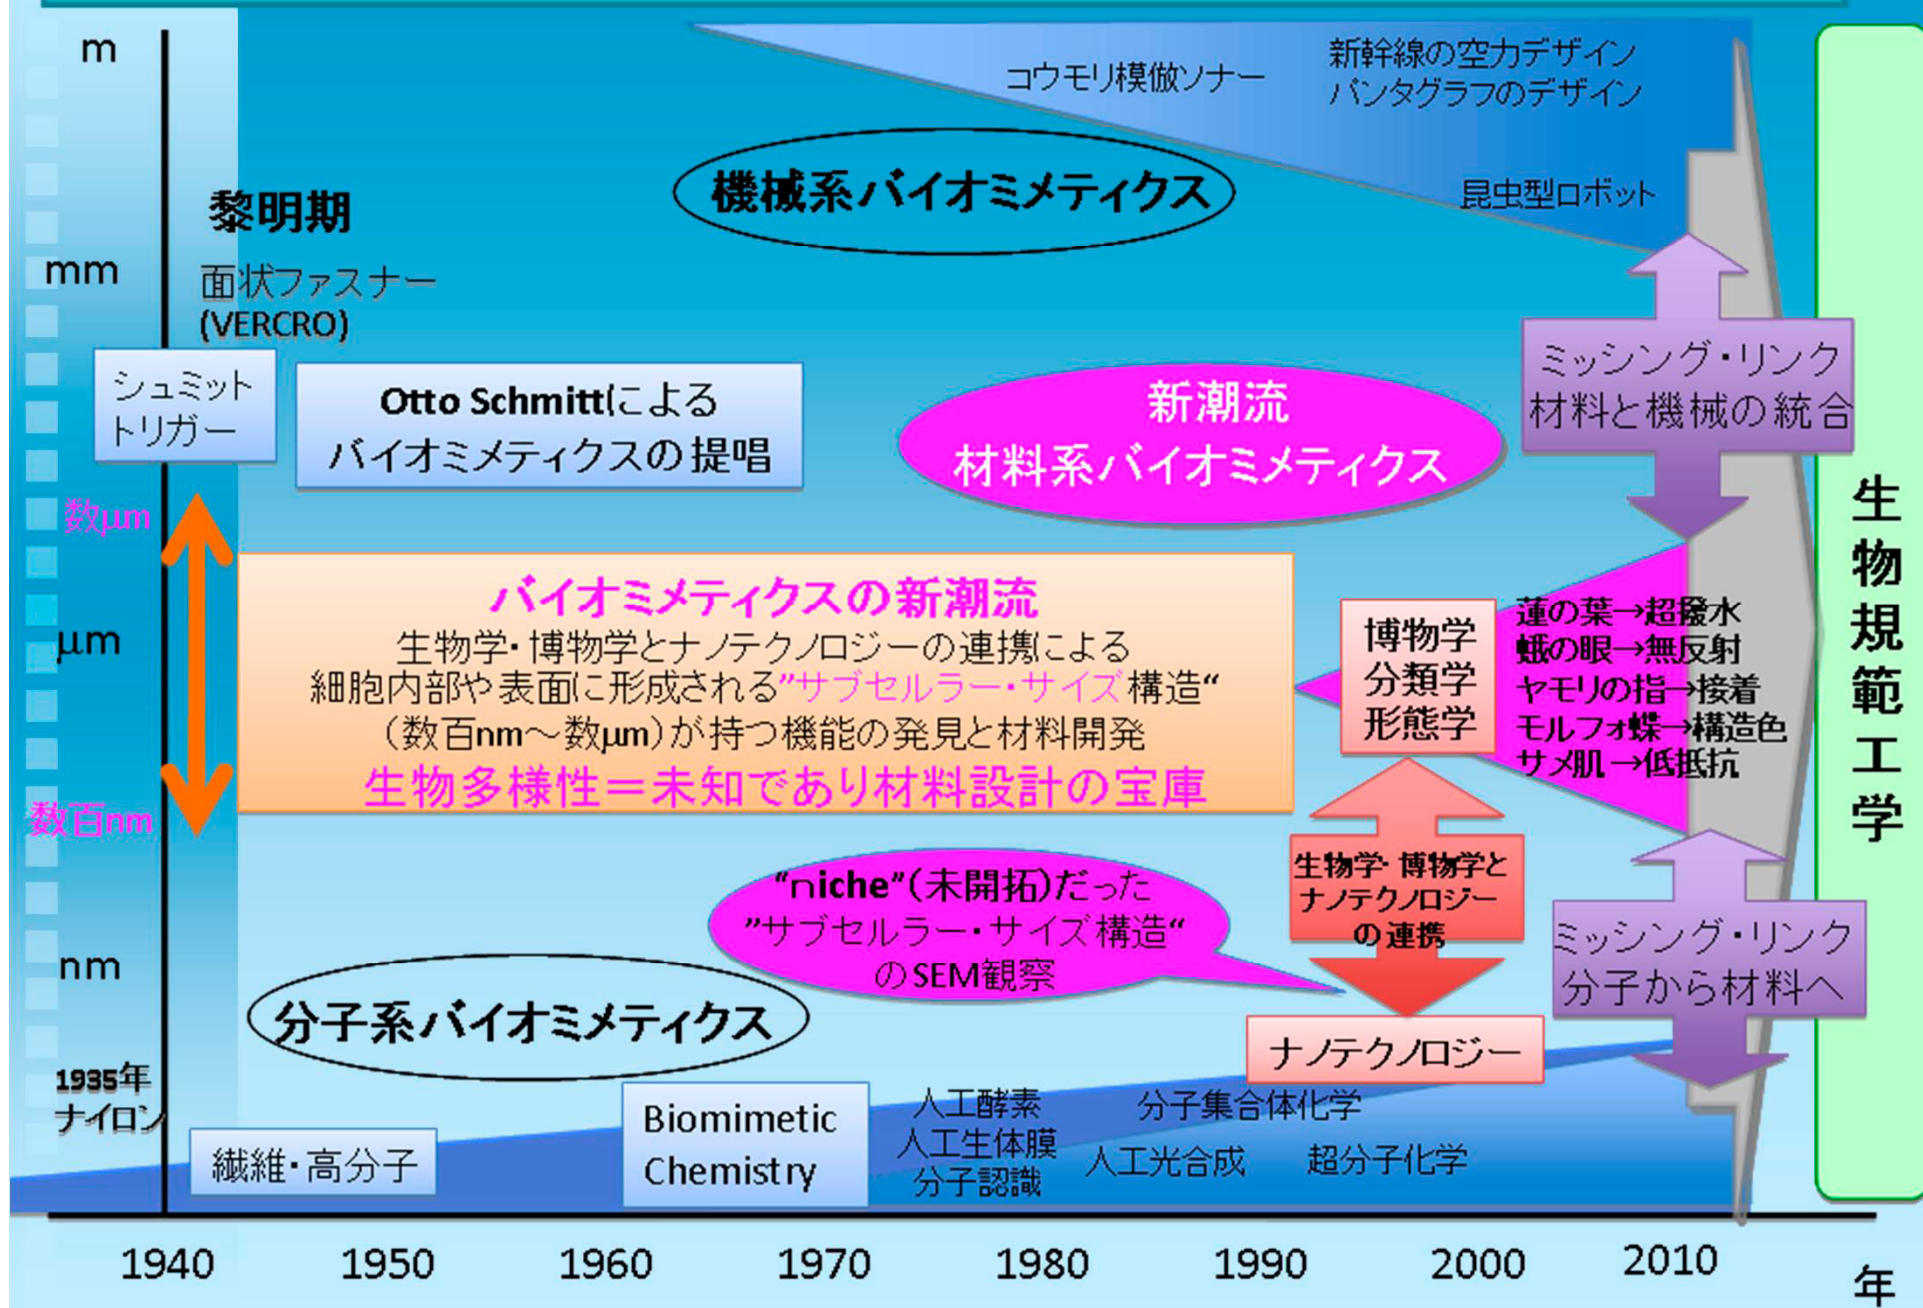 m
コウモリ模倣ソナー
新幹線の空力デザイン
パンタグラフのデザイン
機械系バイオミメティクス
昆虫型ロボット
黎明期
mm
面状ファスナー
(VERCRO)
シュミット
トリガー
Otto Schmittによる
バイオミメティクスの提唱
新潮流
材料系バイオミメティクス
ミッシング・リンク
材料と機械の統合
数μm
μm
数百nm
バイオミメティクスの新潮流
生物学・博物学とナノテクノロジーの連携による
細胞内部や表面に形成される"サブセルラー・サイズ構造“
(数百nm～数μm)が持つ機能の発見と材料開発
生物多様性＝未知であり材料設計の宝庫
博物学
分類学
形態学
蓮の葉→超撥水
蛾の眼→無反射
ヤモリの指→接着
モルフォ蝶→構造色
サメ肌→低抵抗
生物規範工学
"niche"(未開拓)だった
"サブセルラー・サイズ構造“
のSEM観察
生物学・博物学と
ナノテクノロジー
の連携
ミッシング・リンク
分子から材料へ
nm
分子系バイオミメティクス
ナノテクノロジー
1935年
ナイロン
繊維・高分子
Biomimetic
Chemistry
人工酵素
人工生体膜
分子認識
分子集合体化学
人工光合成
超分子化学
1940 1950 1960 1970 1980 1990 2000 2010 年